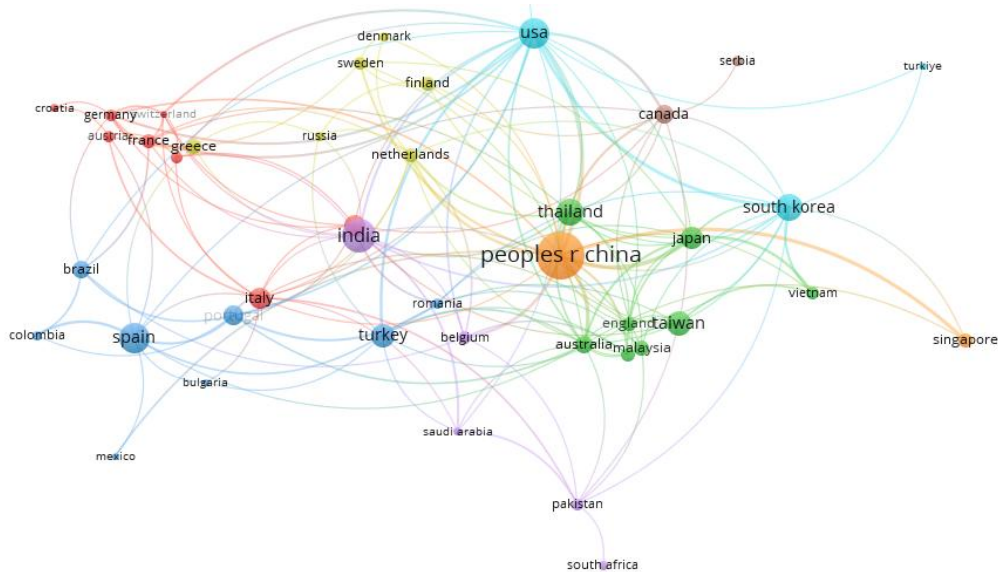 usa
denmark
sweden
finland
serbia
turkiye
croatia
germany
switzerland
canada
austria
france
greece
russia
netherlands
thailand
south korea
india
japan
peoples r china
brazil
italy
romania
vietnam
portugal
colombia
spain
turkey
belgium
england
taiwan
australia
malaysia
singapore
bulgaria
saudi arabia
mexico
pakistan
south africa